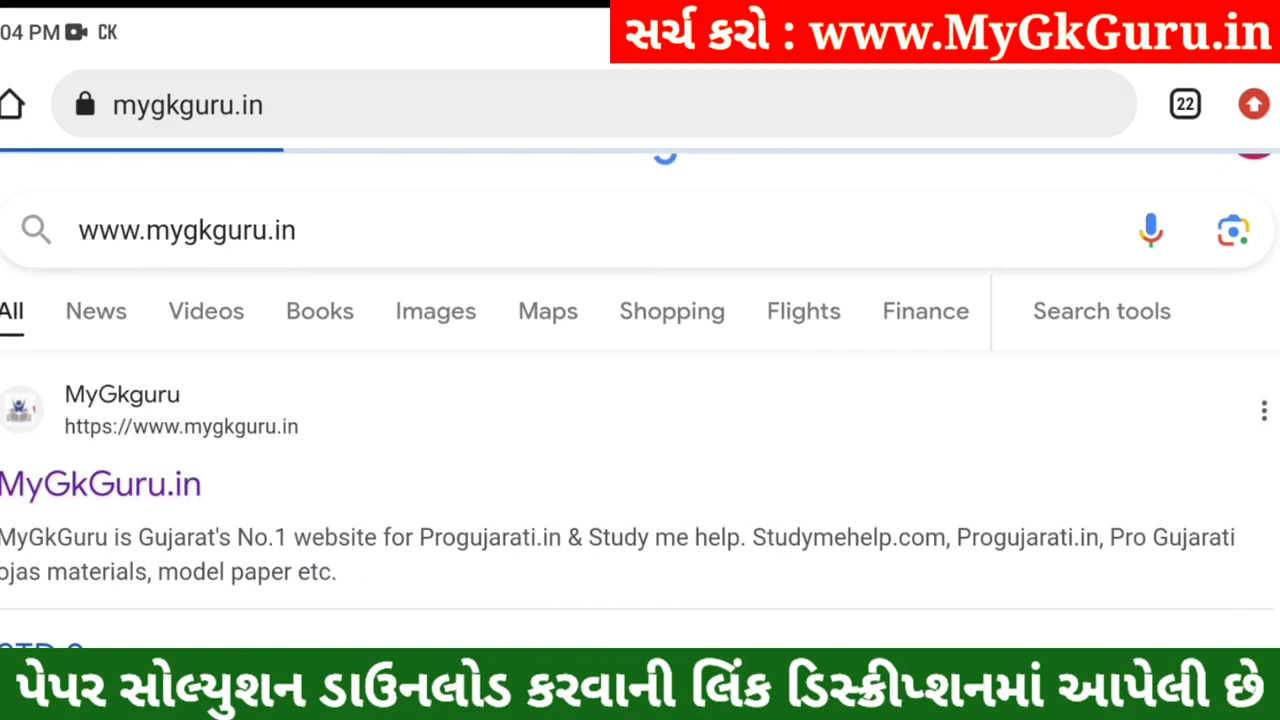 04 PM CK
સર્ચ કરો : www.MyGkGuru.in
mygkguru.in
22
www.mygkguru.in
All News Videos Books Images Maps Shopping Flights Finance Search tools
MyGkguru
https://www.mygkguru.in
MyGkGuru.in
MyGkGuru is Gujarat's No.1 website for Progujarati.in & Study me help. Studymehelp.com, Progujarati.in, Pro Gujarati
ojas materials, model paper etc.
પેપર સોલ્યુશન ડાઉનલોડ કરવાની લિંક ડિસ્ક્રીપ્શનમાં આપેલી છે